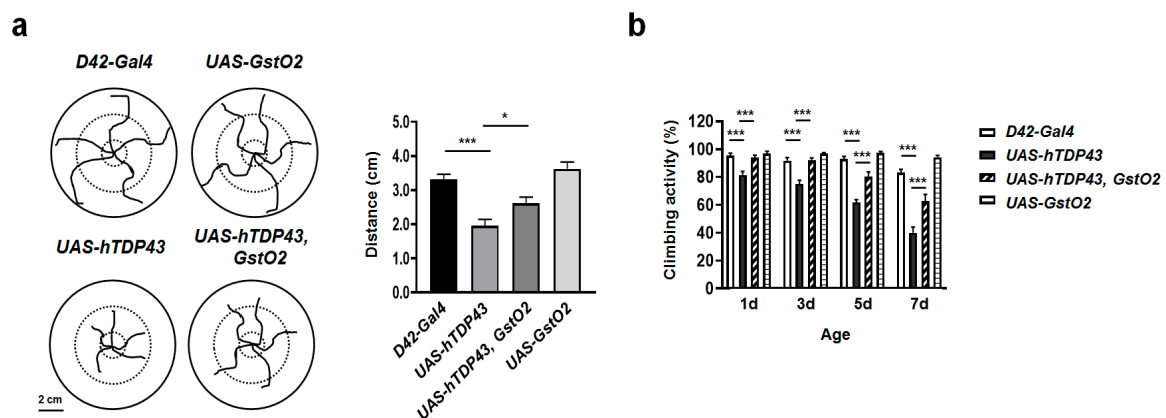 a
D42-Gal4
UAS-GstO2
UAS-hTDP43
UAS-hTDP43,
GstO2
2 cm
Distance (cm)
5.0
4.0
3.0
2.0
1.0
0.0
***
*
D42-Gal4
UAS-hTDP43
UAS-hTDP43, GstO2
UAS-GstO2
b
Climbing activity (%)
120
100
80
60
40
20
0
***
***
***
***
***
***
***
***
1d
3d
5d
7d
Age
D42-Gal4
UAS-hTDP43
UAS-hTDP43, GstO2
UAS-GstO2